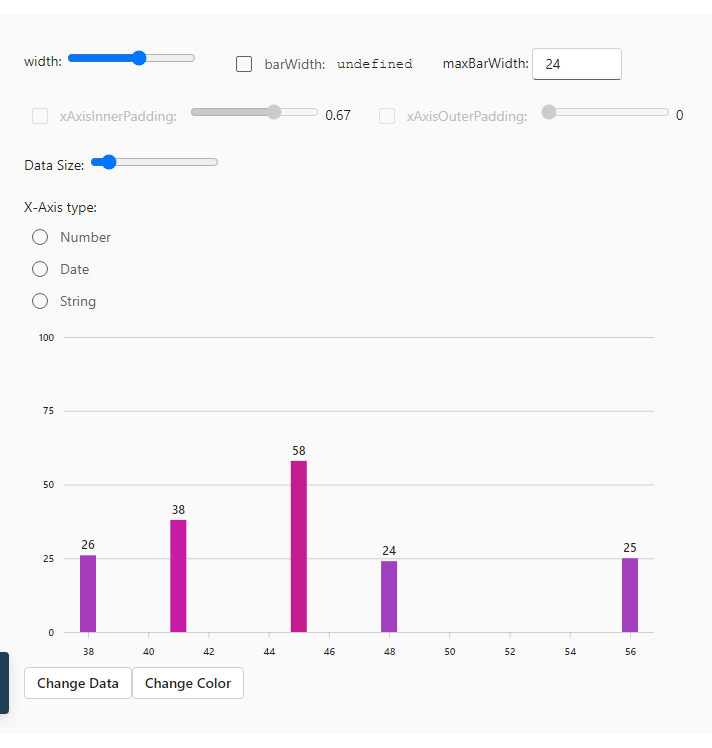 width: barWidth: undefined maxBarWidth: 24
xAxisInnerPadding: 0.67 xAxisOuterPadding: 0
Data Size:
X-Axis type:
Number
Date
String
100
75
58
50
38
26 24 25
25
0
38 40 42 44 46 48 50 52 54 56
Change Data Change Color